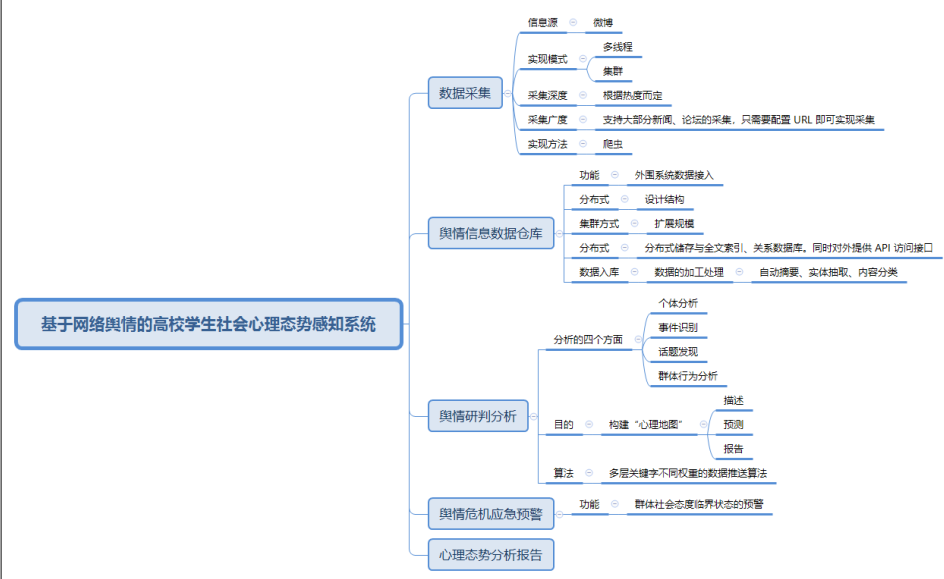 基于网络舆情的高校学生社会心理态势感知系统
数据采集
信息源
微博
实现模式
多线程
集群
采集深度
根据热度而定
采集广度
支持大部分新闻、论坛的采集，只需要配置 URL 即可实现采集
实现方法
爬虫
舆情信息数据仓库
功能
外围系统数据接入
分布式
设计结构
集群方式
扩展规模
分布式
分布式储存与全文索引、关系数据库。同时对外提供 API 访问接口
数据入库
数据的加工处理
自动摘要、实体抽取、内容分类
舆情研判分析
分析的四个方面
个体分析
事件识别
话题发现
群体行为分析
目的
构建“心理地图”
描述
预测
报告
算法
多层关键字不同权重的数据推送算法
舆情危机应急预警
功能
群体社会态度临界状态的预警
心理态势分析报告